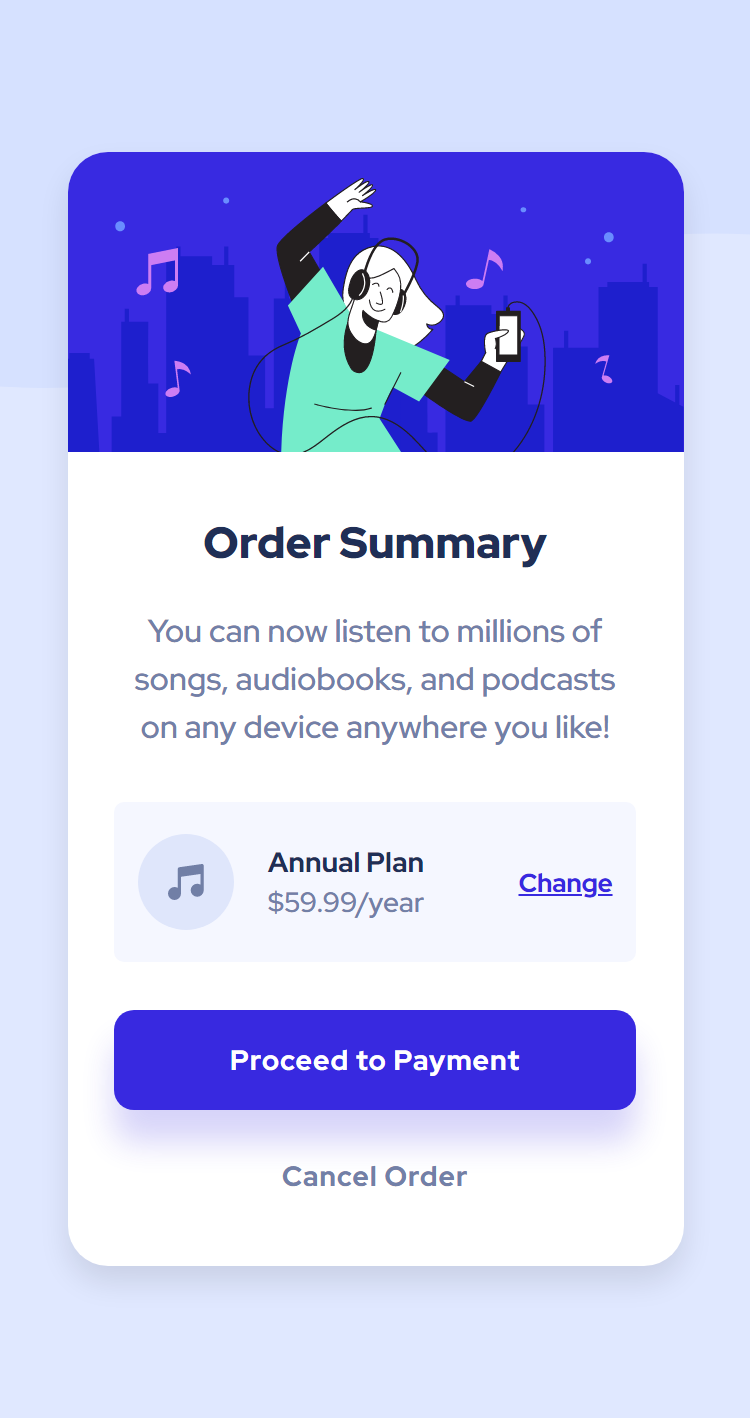 Order Summary
You can now listen to millions of
songs, audiobooks, and podcasts
on any device anywhere you like!
Annual Plan
$59.99/year
Change
Proceed to Payment
Cancel Order